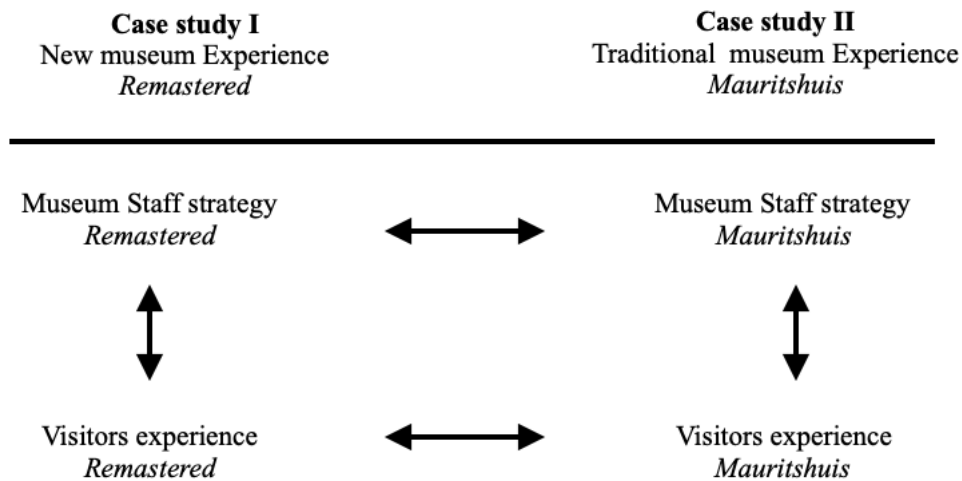 Case study I
New museum Experience
Remastered
Case study II
Traditional museum Experience
Mauritshuis
Museum Staff strategy
Remastered
Museum Staff strategy
Mauritshuis
Visitors experience
Remastered
Visitors experience
Mauritshuis